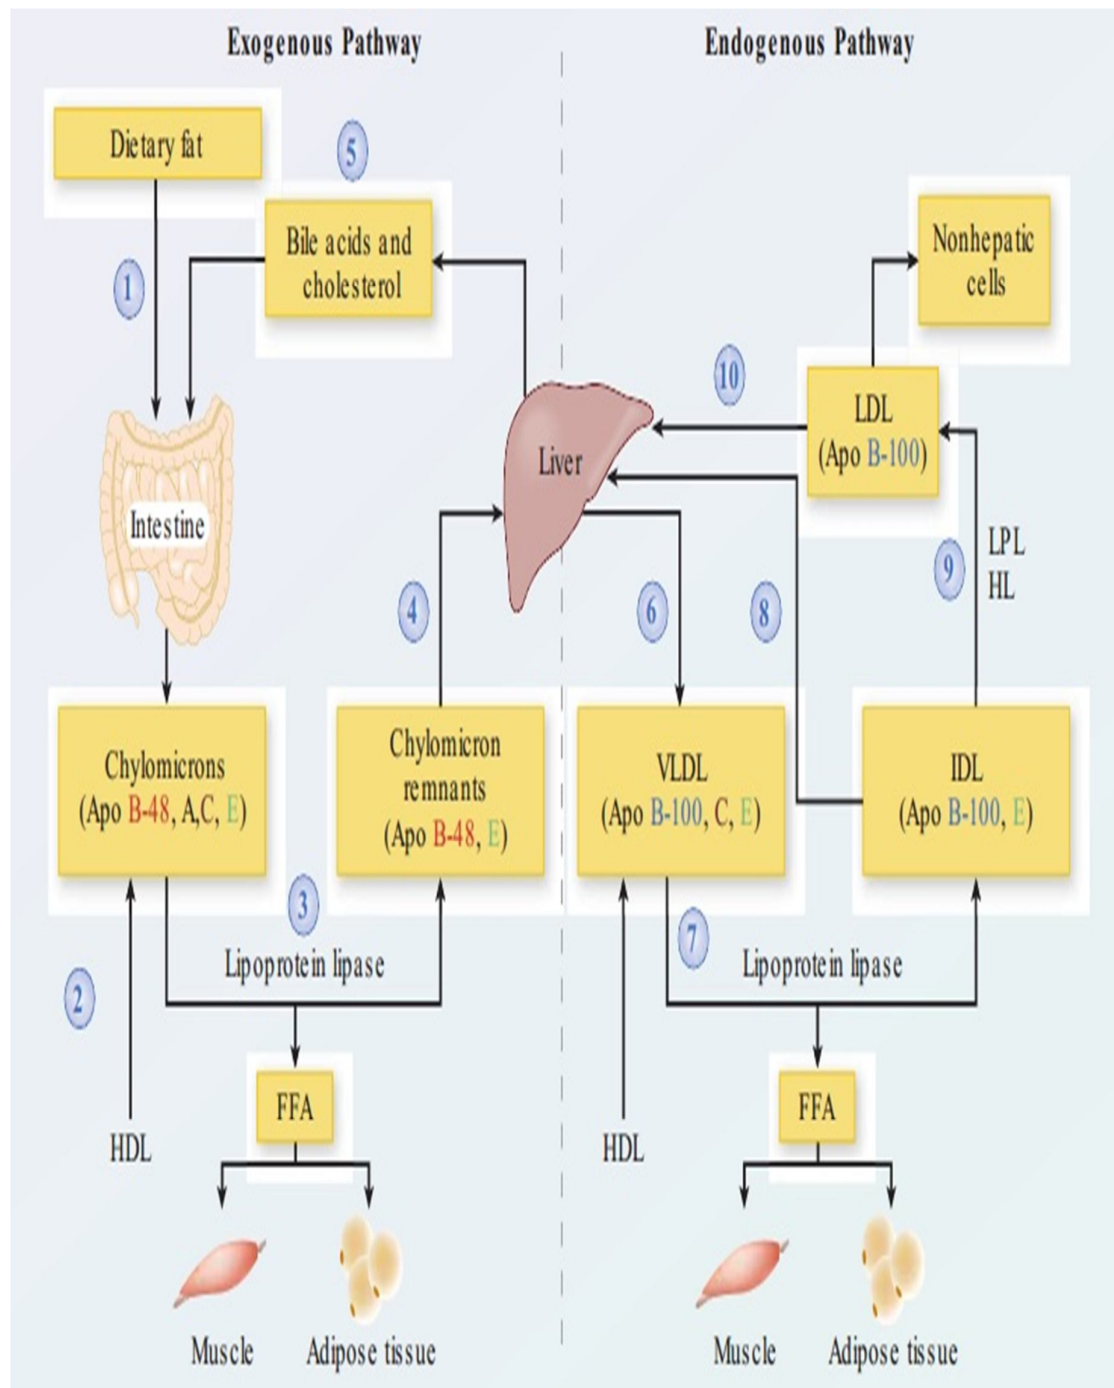 Exogenous Pathway
Endogenous Pathway
Dietary fat
5
Bile acids and
cholesterol
Nonhepatic
cells
1
10
LDL
(Apo B-100)
Liver
Intestine
LPL
HL
9
4
6
8
Chylomicrons
(Apo B-48, A,C, E)
Chylomicron
remnants
(Apo B-48, E)
VLDL
(Apo B-100, C, E)
IDL
(Apo B-100, E)
3
7
Lipoprotein lipase
Lipoprotein lipase
2
FFA
FFA
HDL
HDL
Muscle
Adipose tissue
Muscle
Adipose tissue